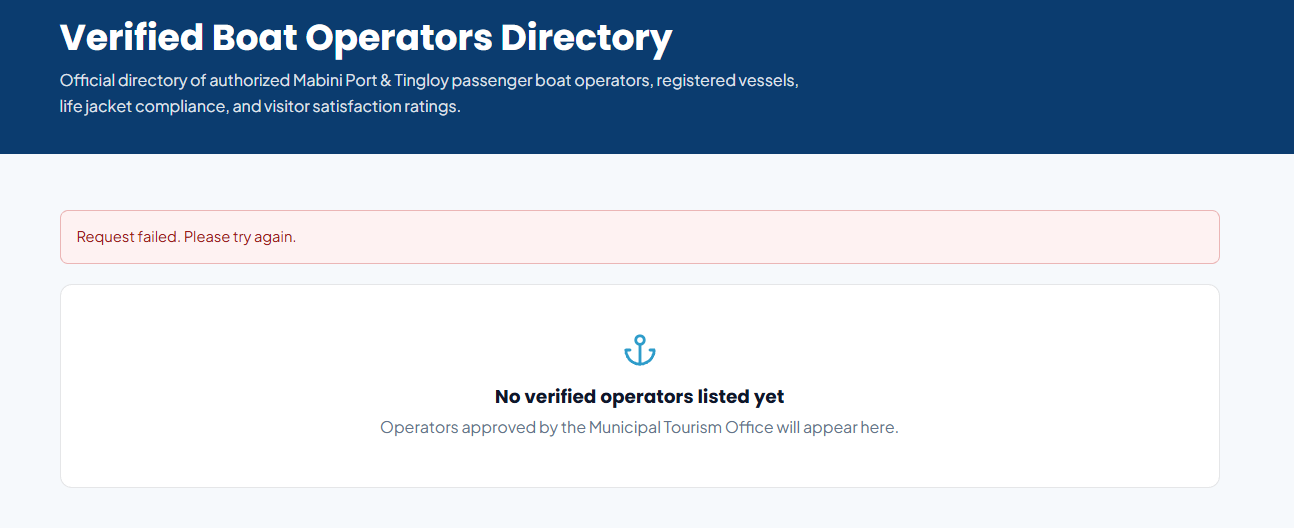 Verified Boat Operators Directory
Official directory of authorized Mabini Port & Tingloy passenger boat operators, registered vessels,
life jacket compliance, and visitor satisfaction ratings.
Request failed. Please try again.
No verified operators listed yet
Operators approved by the Municipal Tourism Office will appear here.